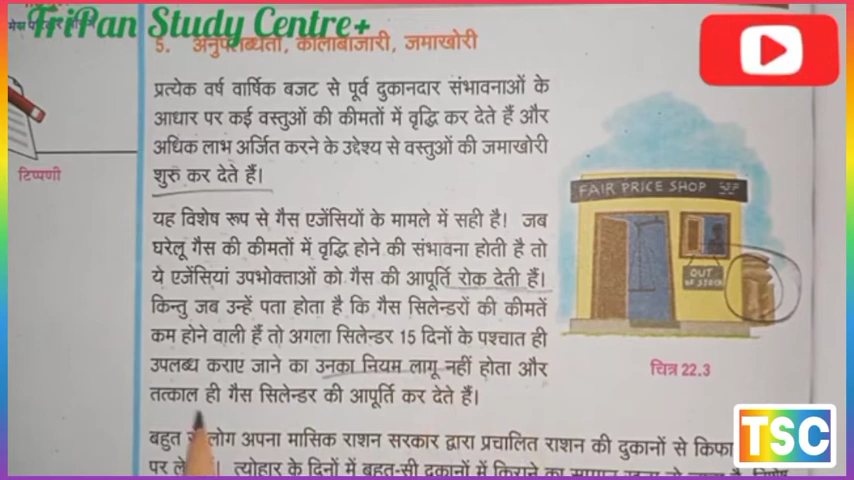 TriPan Study Centre+
5. अनुपलब्धता, कालाबाजारी, जमाखोरी
प्रत्येक वर्ष वार्षिक बजट से पूर्व दुकानदार संभावनाओं के
आधार पर कई वस्तुओं की कीमतों में वृद्धि कर देते हैं और
अधिक लाभ अर्जित करने के उद्देश्य से वस्तुओं की जमाखोरी
शुरु कर देते हैं।
टिप्पणी
यह विशेष रूप से गैस एजेंसियों के मामले में सही है। जब
घरेलू गैस की कीमतों में वृद्धि होने की संभावना होती है तो
ये एजेंसियां उपभोक्ताओं को गैस की आपूर्ति रोक देती हैं।
किन्तु जब उन्हें पता होता है कि गैस सिलेन्डरों की कीमतें
कम होने वाली हैं तो अगला सिलेन्डर 15 दिनों के पश्चात ही
उपलब्ध कराए जाने का उनका नियम लागू नहीं होता और
तत्काल ही गैस सिलेन्डर की आपूर्ति कर देते हैं।
FAIR PRICE SHOP
OUT
OF STOCK
चित्र 22.3
बहुत लोग अपना मासिक राशन सरकार द्वारा प्रचालित राशन की दुकानों से
पर त्योहार के दिनों में बहुत-सी दुकानों में किराने का
TSC